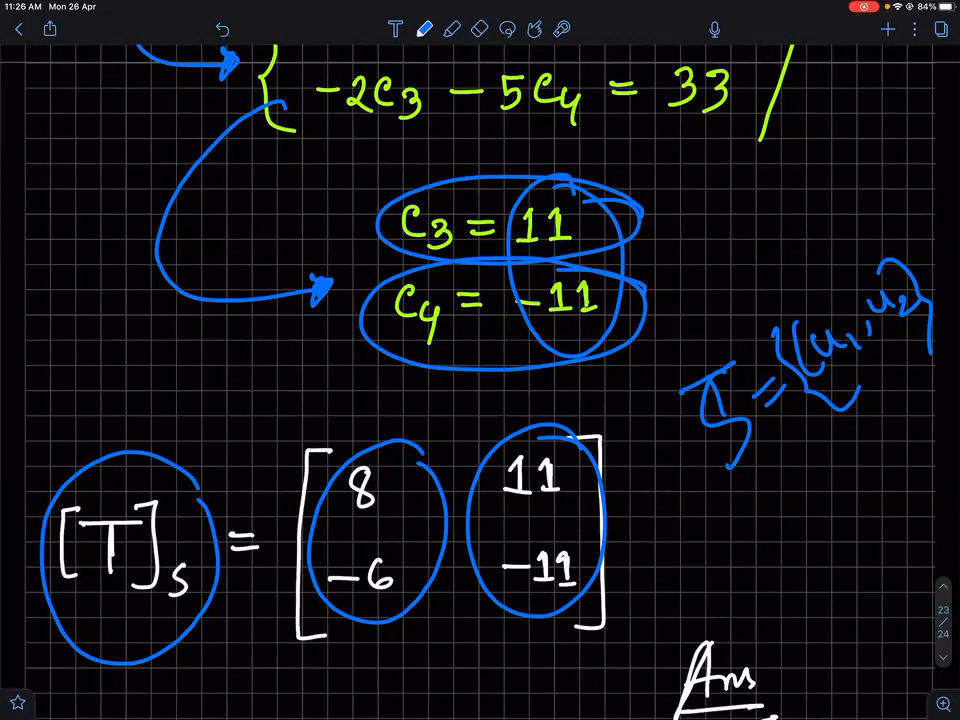 11:26 AM Mon 26 Apr
84%
-2C3 - 5C4 = 33
C3 = 11
C4 = -11
= {u1, u2}
[T]s = [ 8 11
-6 -11 ]
23
/
24
Ans